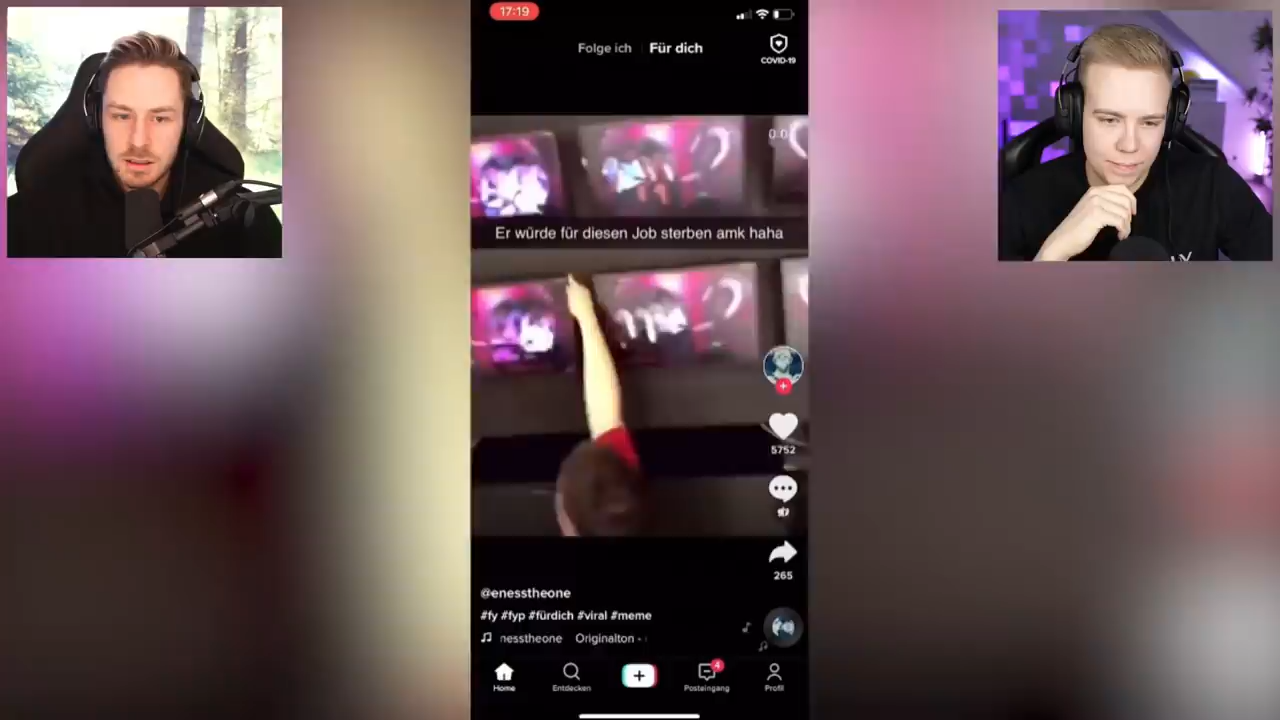 17:19
Folge ich
Für dich
COVID-19
Er würde für diesen Job sterben amk haha
5752
265
@enesstheone
#fy #fyp #fürdich #viral #meme
nesstheone Originalton -
Home
Entdecken
4
Posteingang
Profil